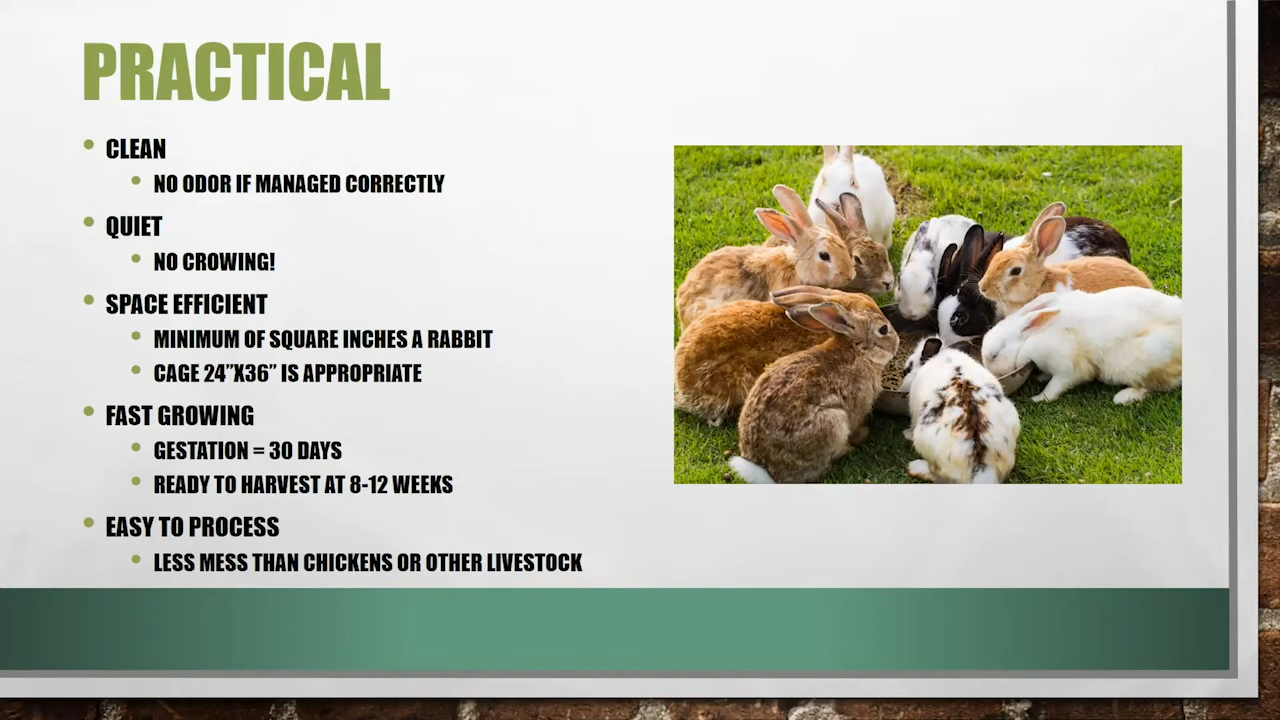 PRACTICAL
• CLEAN
• NO ODOR IF MANAGED CORRECTLY
• QUIET
• NO CROWING!
• SPACE EFFICIENT
• MINIMUM OF SQUARE INCHES A RABBIT
• CAGE 24”X36” IS APPROPRIATE
• FAST GROWING
• GESTATION = 30 DAYS
• READY TO HARVEST AT 8-12 WEEKS
• EASY TO PROCESS
• LESS MESS THAN CHICKENS OR OTHER LIVESTOCK